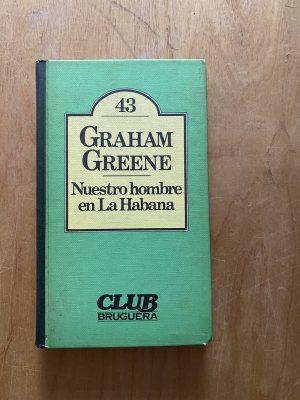 43
GRAHAM
GREENE
Nuestro hombre
en La Habana
CLUB
BRUGUERA